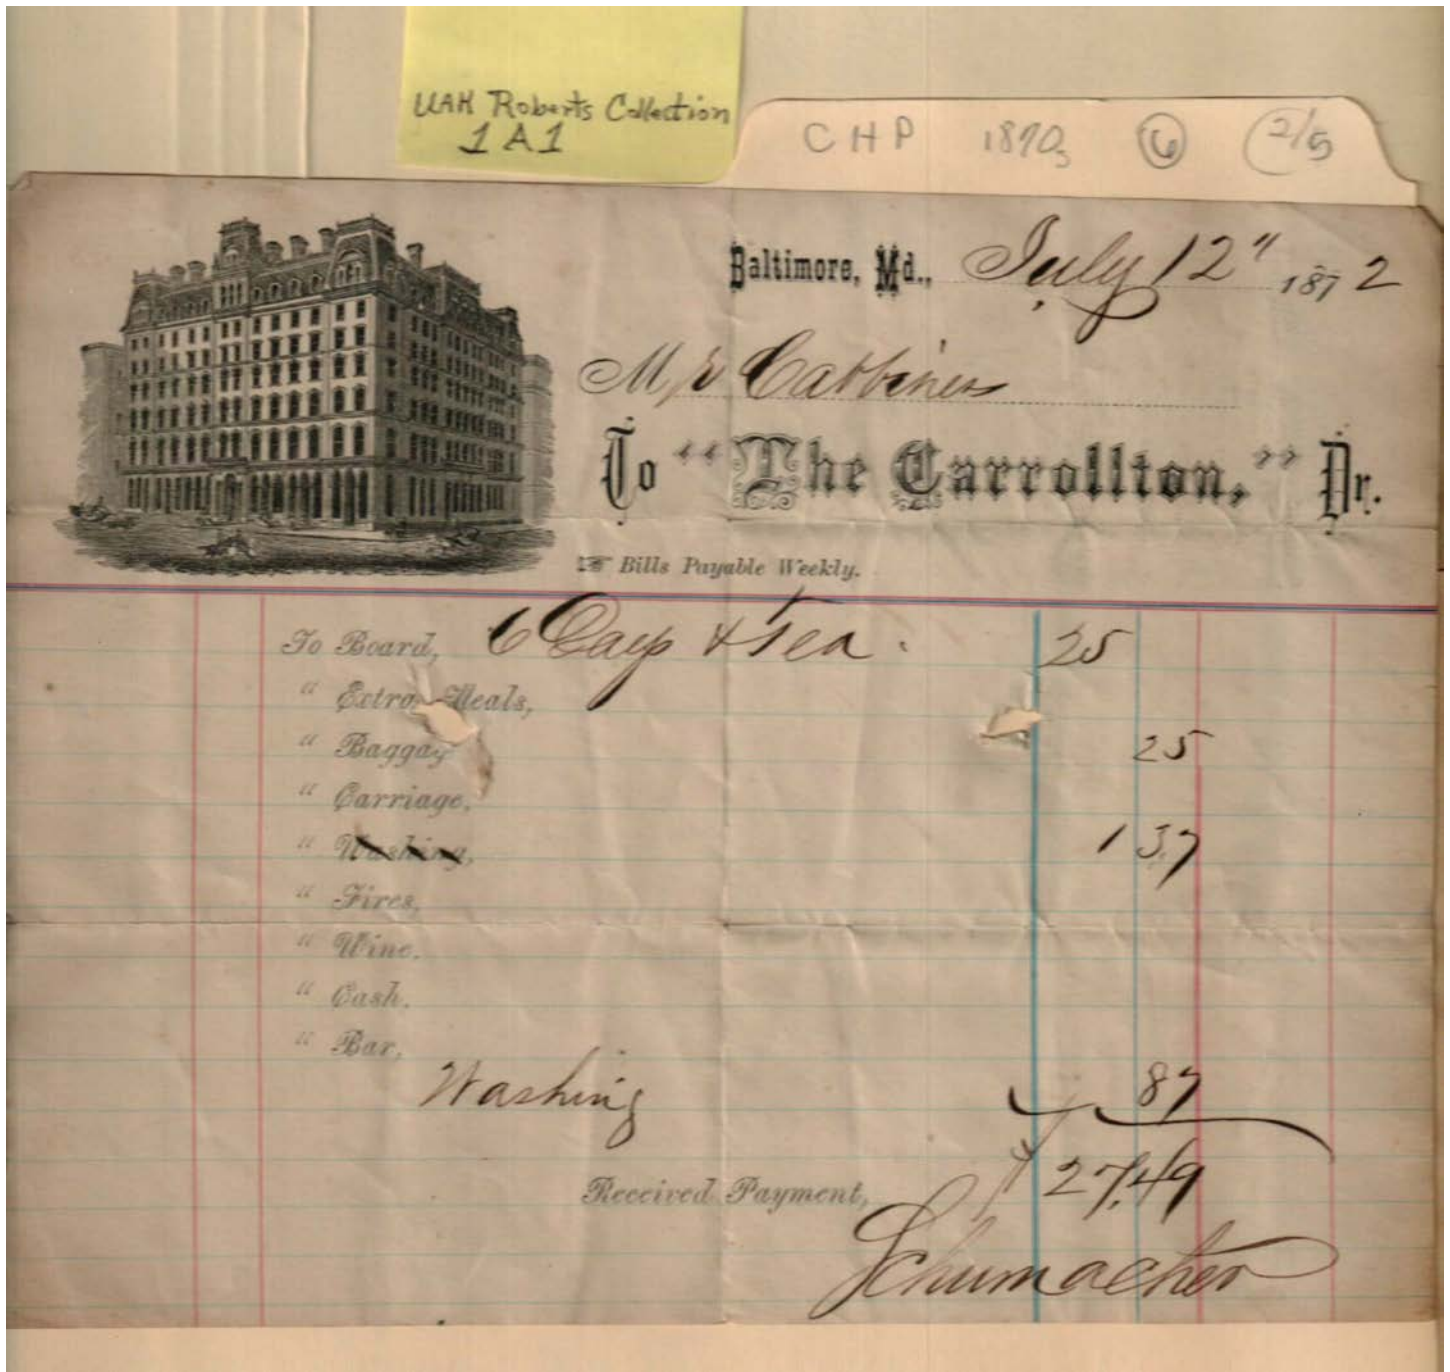 UAH Roberts Collection
1A1
CHP 1870s 6 2/5
Baltimore, Md., July 12" 1872
Mr
To "The Carrollton," Dr.
Bills Payable Weekly.
To Board, 6 Days & Tea. 25
" Extra Meals,
" Baggag 25
" Carriage,
" Washing, 1 37
" Fires,
" Wine.
" Cash.
" Bar.
Washing 87
Received Payment, $27.49
Schumacher